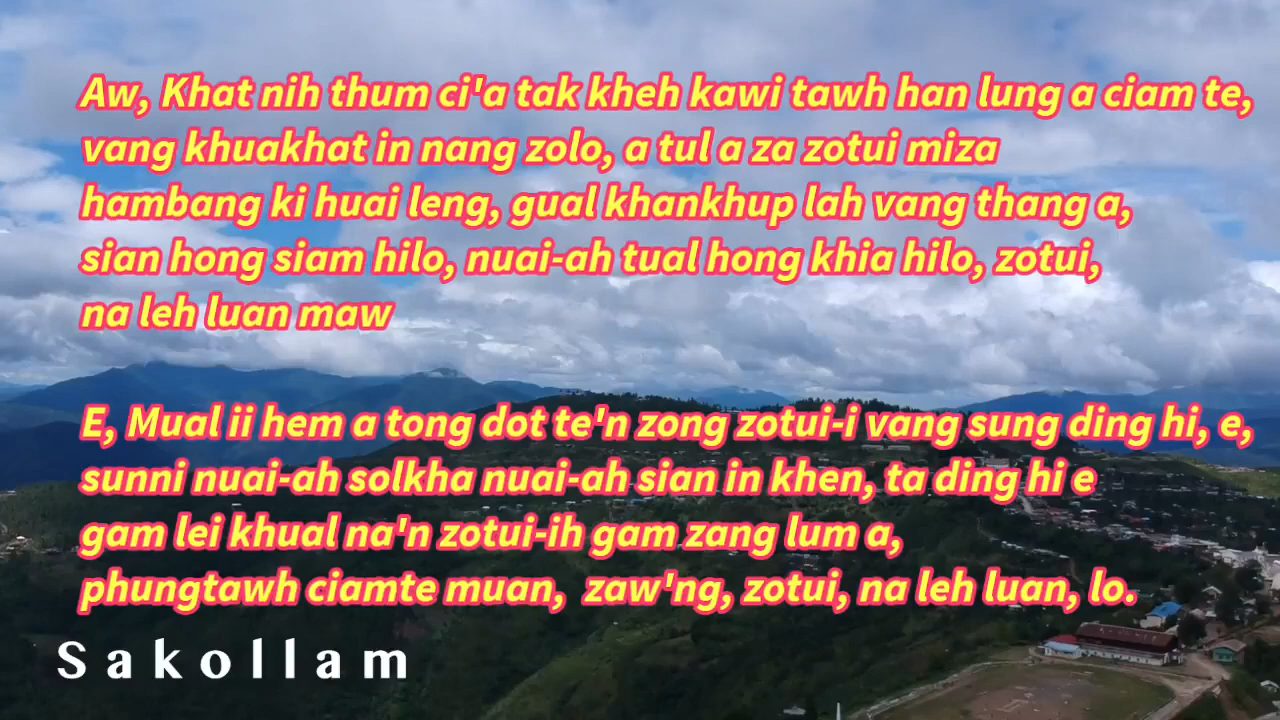 Aw, Khat nih thum ci'a tak kheh kawi tawh han lung a ciam te,
vang khuakhat in nang zolo, a tul a za zotui miza
hambang ki huai leng, gual khankhup lah vang thang a,
sian hong siam hilo, nuai-ah tual hong khia hilo, zotui,
na leh luan maw
E, Mual ii hem a tong dot te'n zong zotui-i vang sung ding hi, e,
sunni nuai-ah solkha nuai-ah sian in khen, ta ding hi e
gam lei khual na'n zotui-ih gam zang lum a,
phungtawh ciamte muan, zaw'ng, zotui, na leh luan, lo.
Sakollam